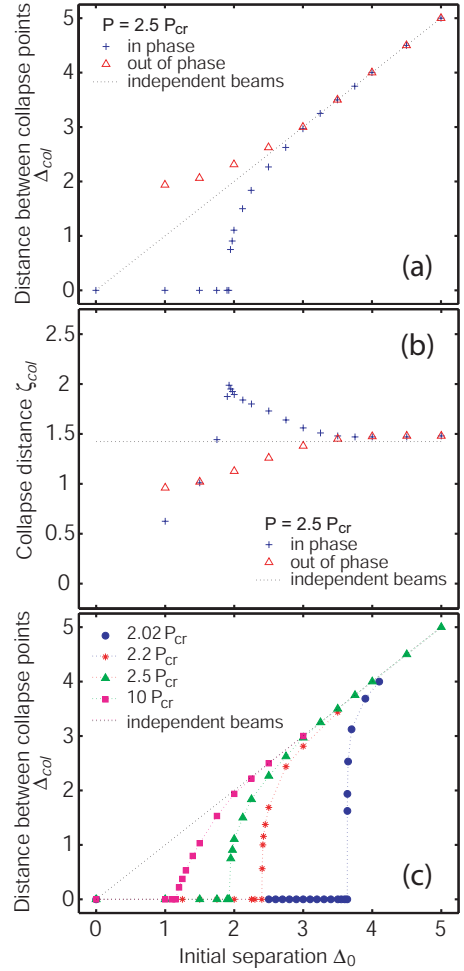 P = 2.5 P_cr
in phase
out of phase
independent beams
Distance between collapse points
Δ_col
5
4
3
2
1
0
(a)
(b)
Collapse distance ζ_col
2.5
2
1.5
1
0.5
0
P = 2.5 P_cr
in phase
out of phase
independent beams
2.02 P_cr
2.2 P_cr
2.5 P_cr
10 P_cr
independent beams
Distance between collapse points
Δ_col
5
4
3
2
1
0
(c)
0 1 2 3 4 5
Initial separation Δ_0